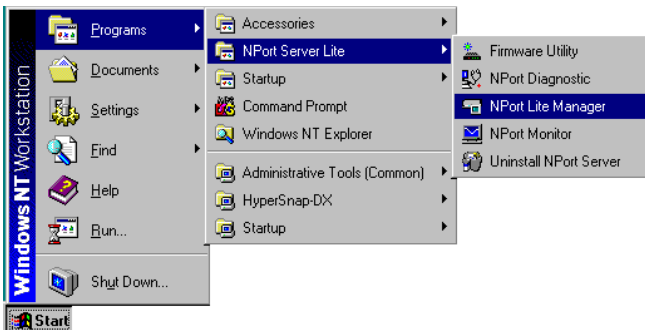 Windows NT Workstation
Programs
Documents
Settings
Find
Help
Run...
Shut Down...
Start
Accessories
NPort Server Lite
Startup
Command Prompt
Windows NT Explorer
Administrative Tools (Common)
HyperSnap-DX
Startup
Firmware Utility
NPort Diagnostic
NPort Lite Manager
NPort Monitor
Uninstall NPort Server